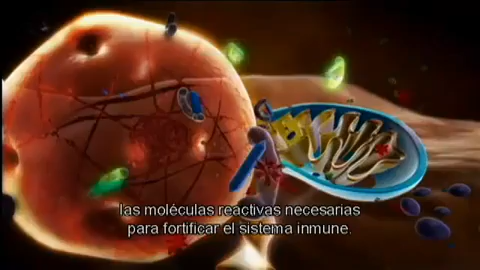 las moléculas reactivas necesarias
para fortificar el sistema inmune.